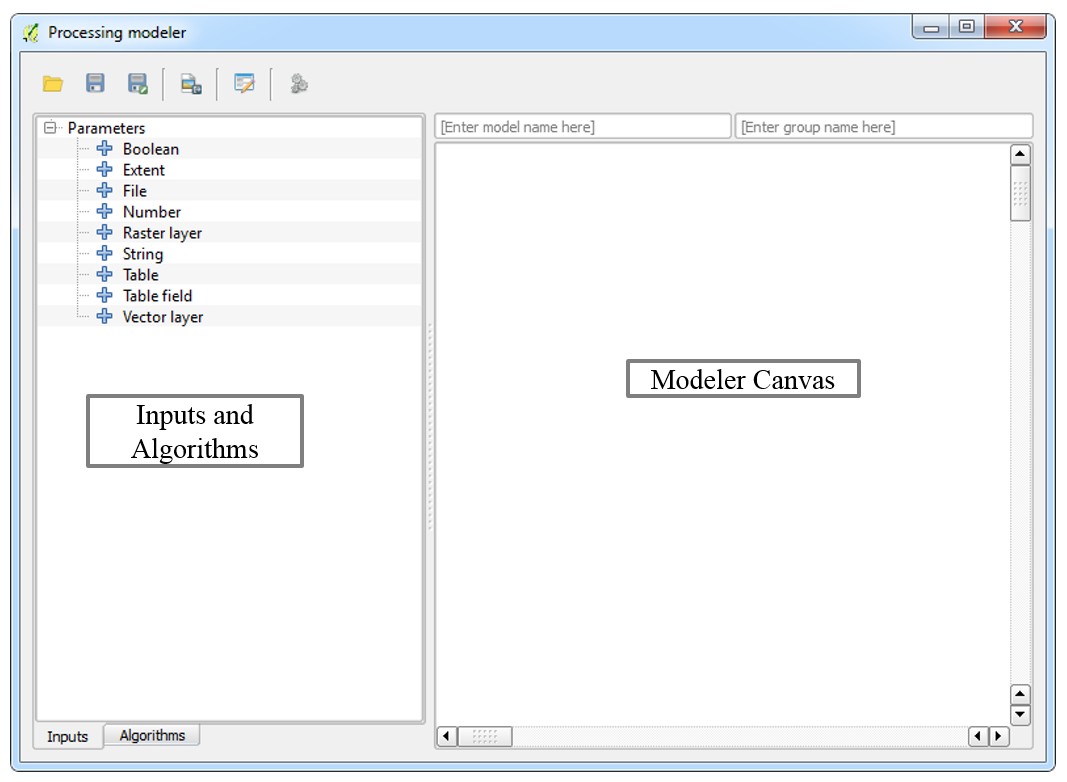 Processing modeler
Parameters
Boolean
Extent
File
Number
Raster layer
String
Table
Table field
Vector layer
Inputs and
Algorithms
Inputs
Algorithms
[Enter model name here]
[Enter group name here]
Modeler Canvas